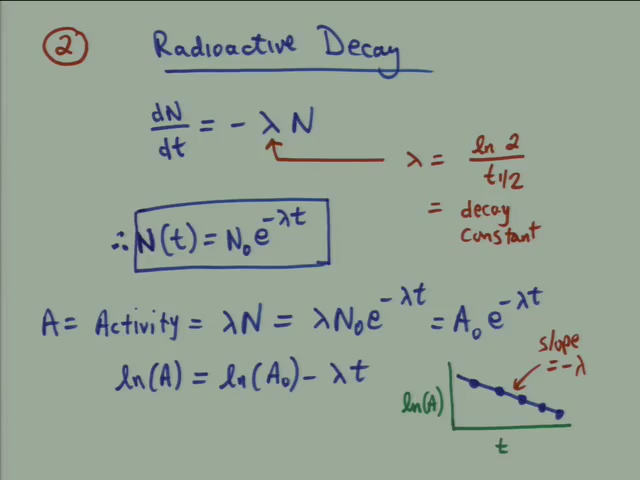 2 Radioactive Decay
dN/dt = - λ N
λ = ln 2 / t1/2
= decay
constant
∴ N(t) = N₀e^-λt
A = Activity = λN = λN₀e^-λt = A₀e^-λt
ln(A) = ln(A₀) - λt
slope
= -λ
ln(A)
t